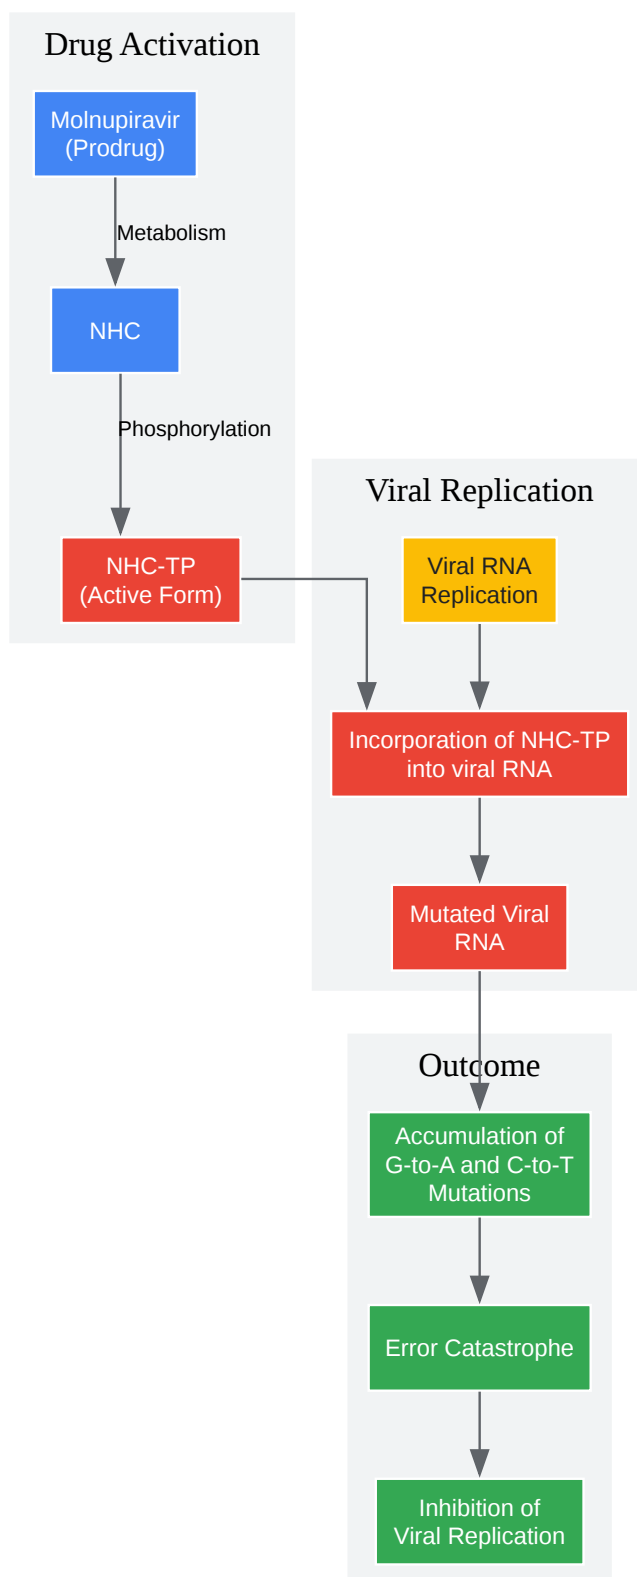 Drug Activation
Molnupiravir
(Prodrug)
Metabolism
NHC
Phosphorylation
NHC-TP
(Active Form)
Viral Replication
Viral RNA
Replication
Incorporation of NHC-TP
into viral RNA
Mutated Viral
RNA
Outcome
Accumulation of
G-to-A and C-to-T
Mutations
Error Catastrophe
Inhibition of
Viral Replication